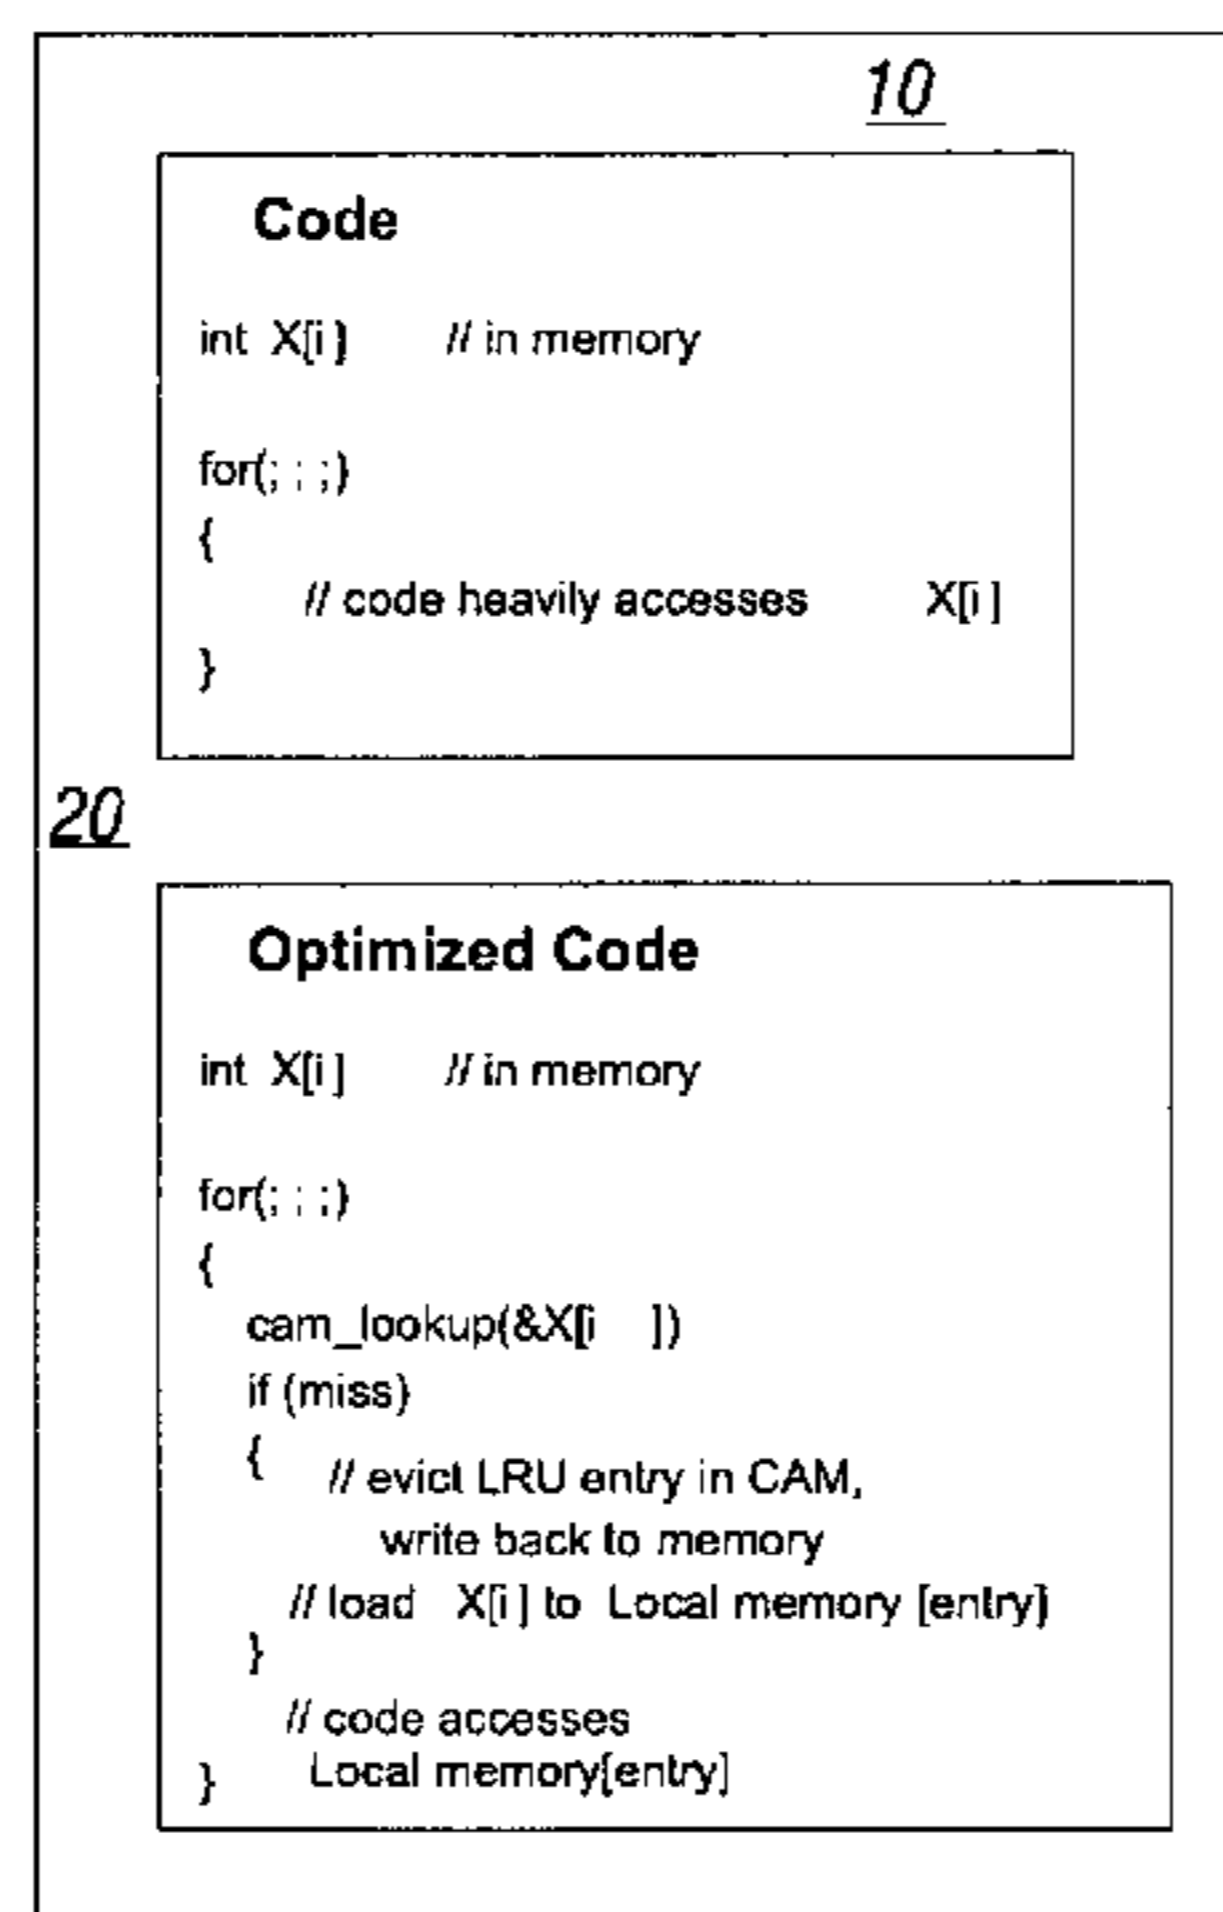 10
Code
int X[i] // in memory
for(; ; ;)
{
// code heavily accesses X[i]
}
20
Optimized Code
int X[i] // in memory
for(; ; ;)
{
cam_lookup(&X[i ])
if (miss)
{ // evict LRU entry in CAM,
write back to memory
// load X[i] to Local memory [entry]
}
// code accesses
} Local memory[entry]